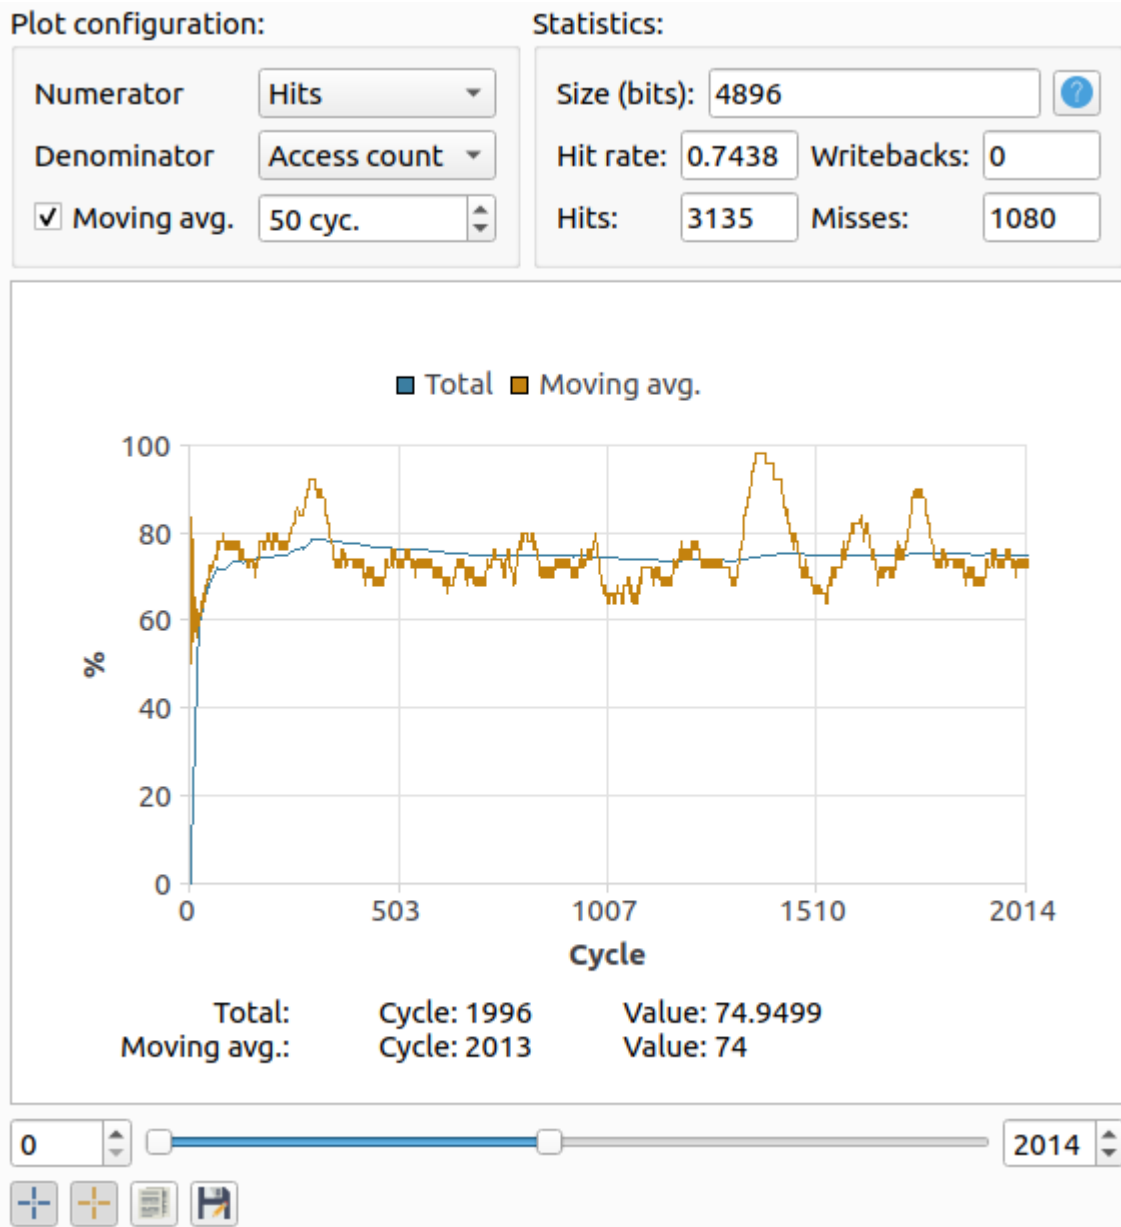 Plot configuration:
Numerator Hits
Denominator Access count
Moving avg. 50 cyc.
Statistics:
Size (bits): 4896 ?
Hit rate: 0.7438 Writebacks: 0
Hits: 3135 Misses: 1080
Total Moving avg.
100
80
60
40
20
0
%
0 503 1007 1510 2014
Cycle
Total: Cycle: 1996 Value: 74.9499
Moving avg.: Cycle: 2013 Value: 74
0 2014